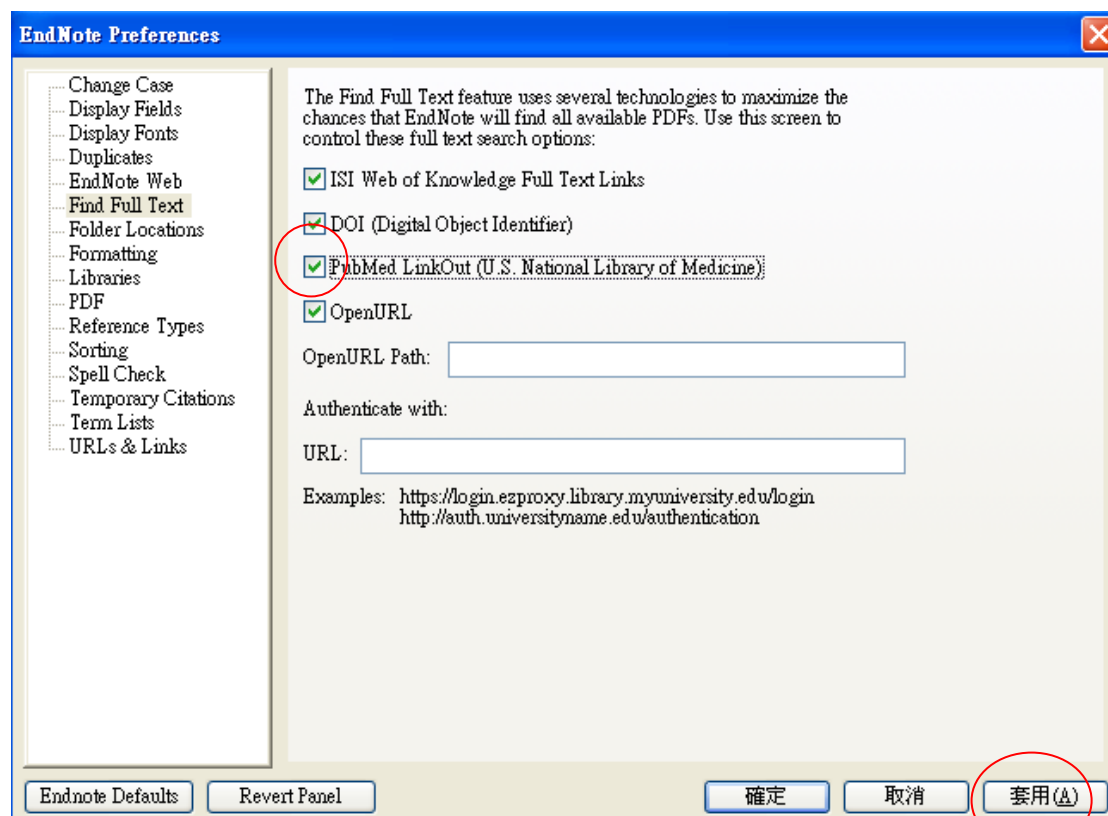 EndNote Preferences
Change Case
Display Fields
Display Fonts
Duplicates
EndNote Web
Find Full Text
Folder Locations
Formatting
Libraries
PDF
Reference Types
Sorting
Spell Check
Temporary Citations
Term Lists
URLs & Links
The Find Full Text feature uses several technologies to maximize the
chances that EndNote will find all available PDFs. Use this screen to
control these full text search options:
ISI Web of Knowledge Full Text Links
DOI (Digital Object Identifier)
PubMed LinkOut (U.S. National Library of Medicine)
OpenURL
OpenURL Path:
Authenticate with:
URL:
Examples: https://login.ezproxy.library.myuniversity.edu/login
http://auth.universityname.edu/authentication
Endnote Defaults Revert Panel 確定 取消 套用(A)